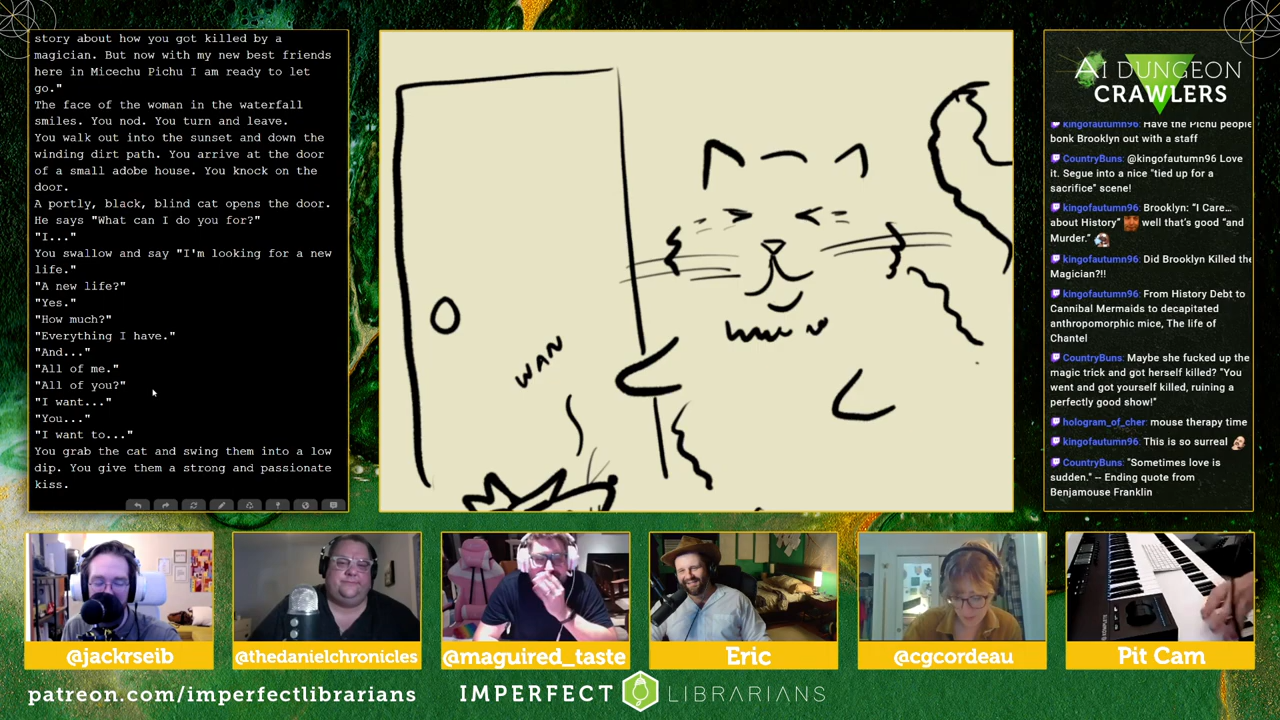 story about how you got killed by a
magician. But now with my new best friends
here in Micechu Pichu I am ready to let
go."
The face of the woman in the waterfall
smiles. You nod. You turn and leave.
You walk out into the sunset and down the
winding dirt path. You arrive at the door
of a small adobe house. You knock on the
door.
A portly, black, blind cat opens the door.
He says "What can I do you for?"
"I..."
You swallow and say "I'm looking for a new
life."
"A new life?"
"Yes."
"How much?"
"Everything I have."
"And..."
"All of me."
"All of you?"
"I want..."
"You..."
"I want to..."
You grab the cat and swing them into a low
dip. You give them a strong and passionate
kiss.
WAN
AI DUNGEON
CRAWLERS
kingofautumn96: Have the Pichu people
bonk Brooklyn out with a staff
CountryBuns: @kingofautumn96 Love
it. Segue into a nice "tied up for a
sacrifice" scene!
kingofautumn96: Brooklyn: “I Care…
about History” well that’s good “and
Murder.”
kingofautumn96: Did Brooklyn Killed the
Magician?!!
kingofautumn96: From History Debt to
Cannibal Mermaids to decapitated
anthropomorphic mice, The life of
Chantel
CountryBuns: Maybe she fucked up the
magic trick and got herself killed? "You
went and got yourself killed, ruining a
perfectly good show!"
hologram_of_cher: mouse therapy time
kingofautumn96: This is so surreal
CountryBuns: "Sometimes love is
sudden." -- Ending quote from
Benjamouse Franklin
@jackrseib
@thedanielchronicles
@maguired_taste
Eric
@cgcordeau
Pit Cam
patreon.com/imperfectlibrarians
IMPERFECT LIBRARIANS